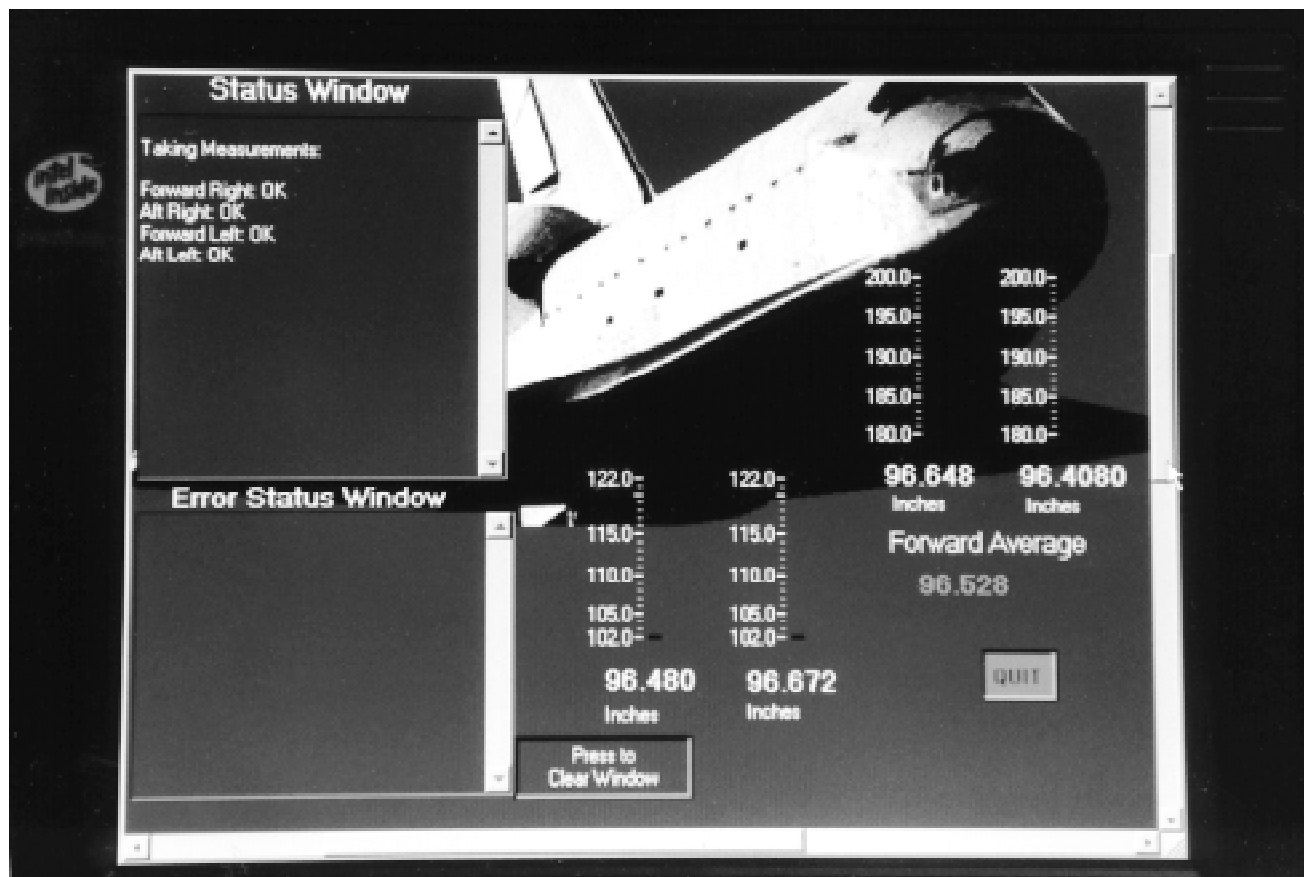 Status Window
Taking Measurements:
Forward Right: OK
Aft Right: OK
Forward Left: OK
Aft Left: OK
Error Status Window
intel
inside
200.0
195.0
190.0
185.0
180.0
96.648
Inches
200.0
195.0
190.0
185.0
180.0
96.4080
Inches
Forward Average
96.528
122.0
115.0
110.0
105.0
102.0
96.480
Inches
122.0
115.0
110.0
105.0
102.0
96.672
Inches
QUIT
Press to
Clear Window